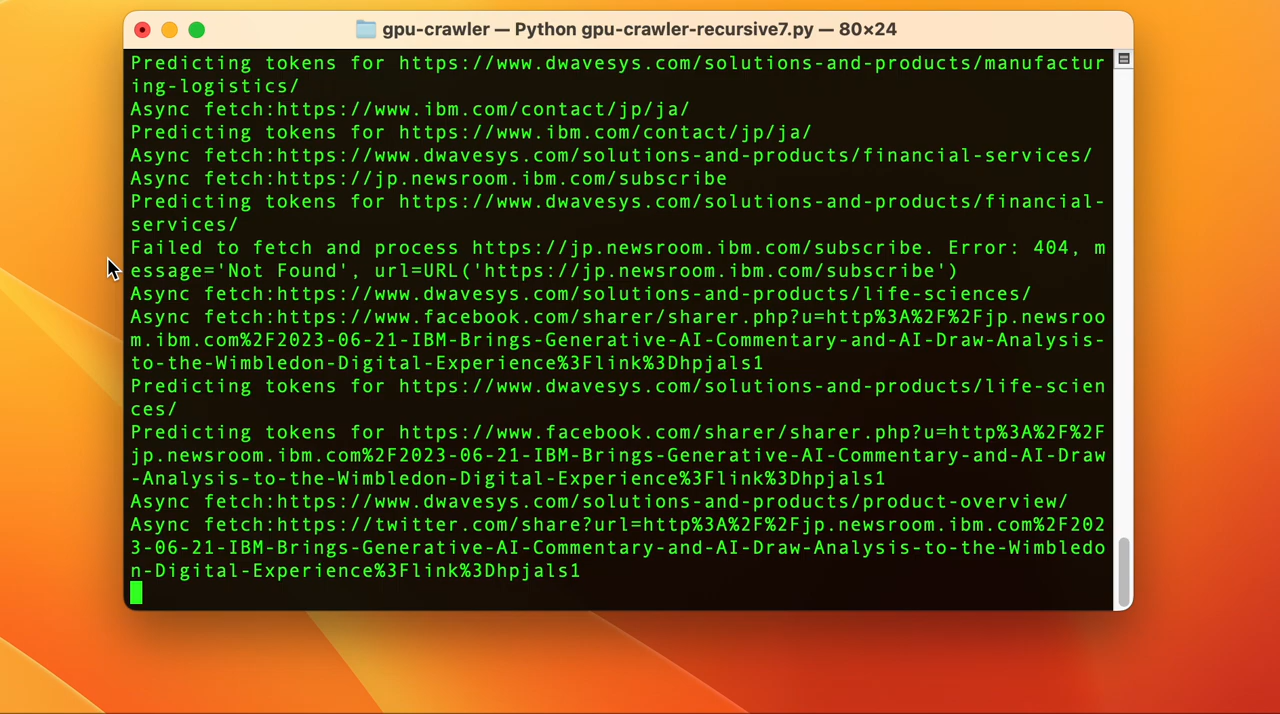 gpu-crawler — Python gpu-crawler-recursive7.py — 80×24
Predicting tokens for https://www.dwavesys.com/solutions-and-products/manufactur
ing-logistics/
Async fetch:https://www.ibm.com/contact/jp/ja/
Predicting tokens for https://www.ibm.com/contact/jp/ja/
Async fetch:https://www.dwavesys.com/solutions-and-products/financial-services/
Async fetch:https://jp.newsroom.ibm.com/subscribe
Predicting tokens for https://www.dwavesys.com/solutions-and-products/financial-
services/
Failed to fetch and process https://jp.newsroom.ibm.com/subscribe. Error: 404, m
essage='Not Found', url=URL('https://jp.newsroom.ibm.com/subscribe')
Async fetch:https://www.dwavesys.com/solutions-and-products/life-sciences/
Async fetch:https://www.facebook.com/sharer/sharer.php?u=http%3A%2F%2Fjp.newsroo
m.ibm.com%2F2023-06-21-IBM-Brings-Generative-AI-Commentary-and-AI-Draw-Analysis-
to-the-Wimbledon-Digital-Experience%3Flink%3Dhpjals1
Predicting tokens for https://www.dwavesys.com/solutions-and-products/life-scien
ces/
Predicting tokens for https://www.facebook.com/sharer/sharer.php?u=http%3A%2F%2F
jp.newsroom.ibm.com%2F2023-06-21-IBM-Brings-Generative-AI-Commentary-and-AI-Draw
-Analysis-to-the-Wimbledon-Digital-Experience%3Flink%3Dhpjals1
Async fetch:https://www.dwavesys.com/solutions-and-products/product-overview/
Async fetch:https://twitter.com/share?url=http%3A%2F%2Fjp.newsroom.ibm.com%2F202
3-06-21-IBM-Brings-Generative-AI-Commentary-and-AI-Draw-Analysis-to-the-Wimbledo
n-Digital-Experience%3Flink%3Dhpjals1